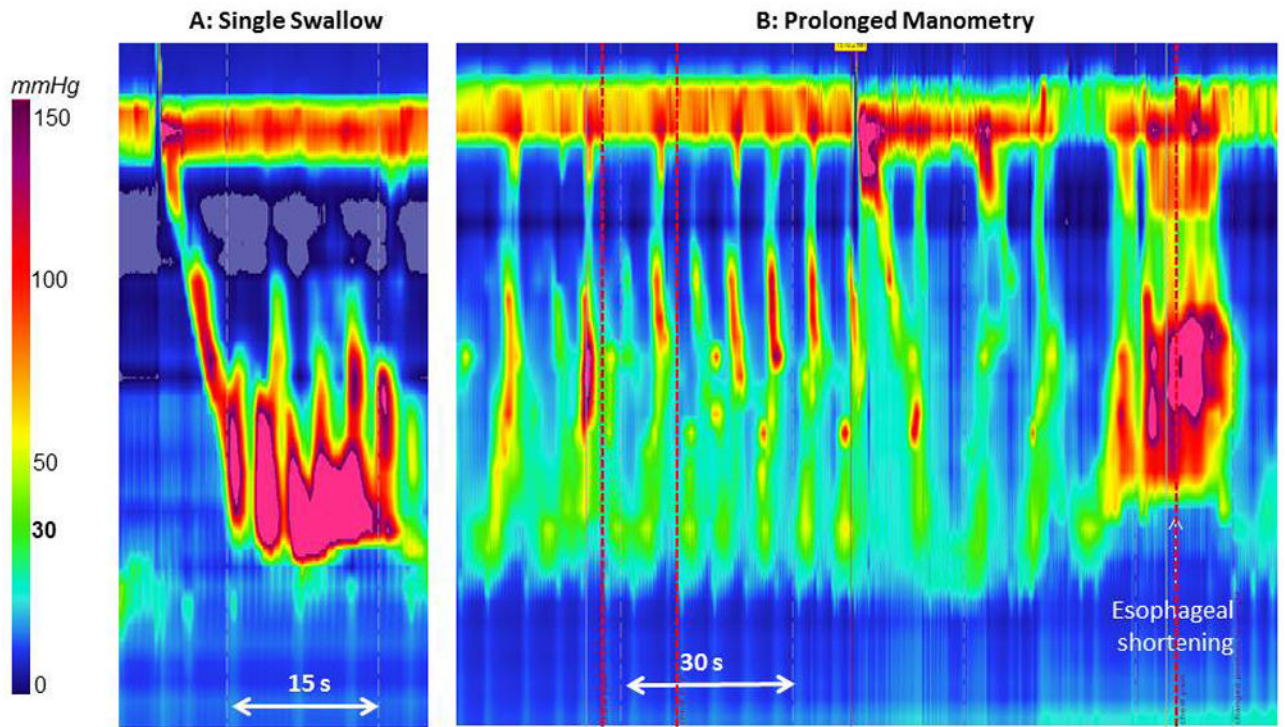 A: Single Swallow
B: Prolonged Manometry
mmHg
150
100
50
30
0
15 s
30 s
Esophageal
shortening